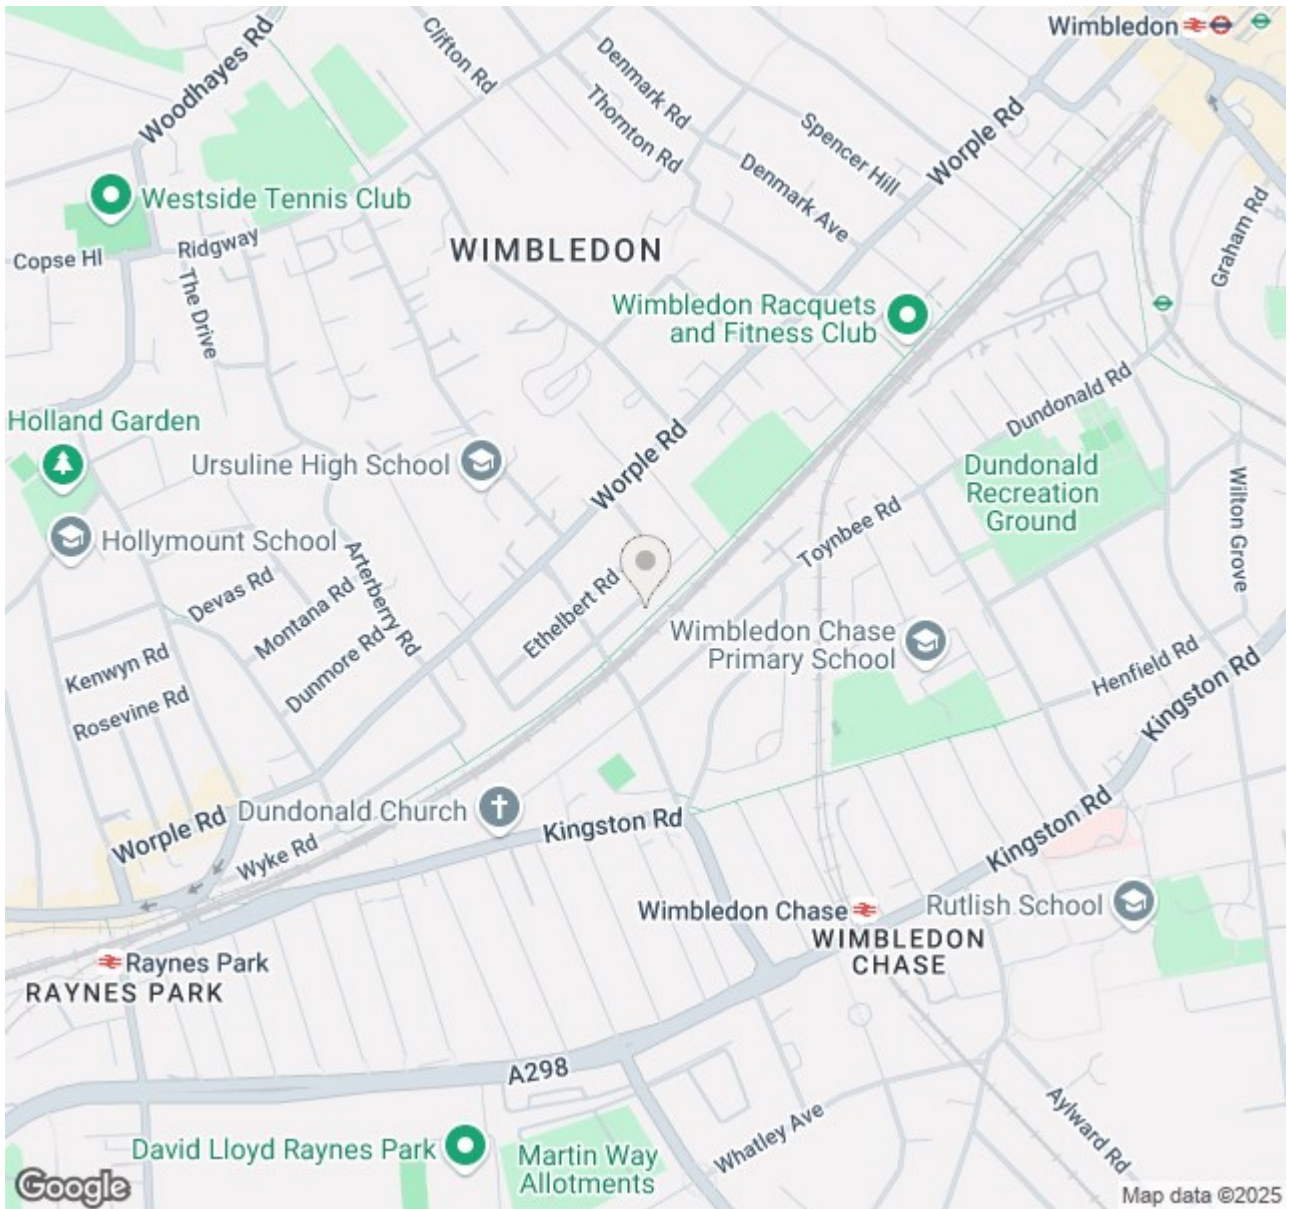 Wimbledon
Woodhayes Rd
Clifton Rd
Denmark Rd
Thornton Rd
Spencer Hill
Worple Rd
Denmark Ave
Westside Tennis Club
Graham Rd
Copse Hl
Ridgway
WIMBLEDON
The Drive
Wimbledon Racquets
and Fitness Club
Dundonald Rd
Holland Garden
Ursuline High School
Worple Rd
Dundonald
Recreation
Ground
Wilton Grove
Toynbee Rd
Hollymount School
Arterberry Rd
Devas Rd
Montana Rd
Ethelbert Rd
Dunmore Rd
Wimbledon Chase
Primary School
Kenwyn Rd
Henfield Rd
Rosevine Rd
Kingston Rd
Dundonald Church
Kingston Rd
Worple Rd
Wyke Rd
Kingston Rd
Wimbledon Chase
Rutlish School
WIMBLEDON
CHASE
Raynes Park
RAYNES PARK
A298
Whatley Ave
Aylward Rd
David Lloyd Raynes Park
Martin Way
Allotments
Google
Map data ©2025